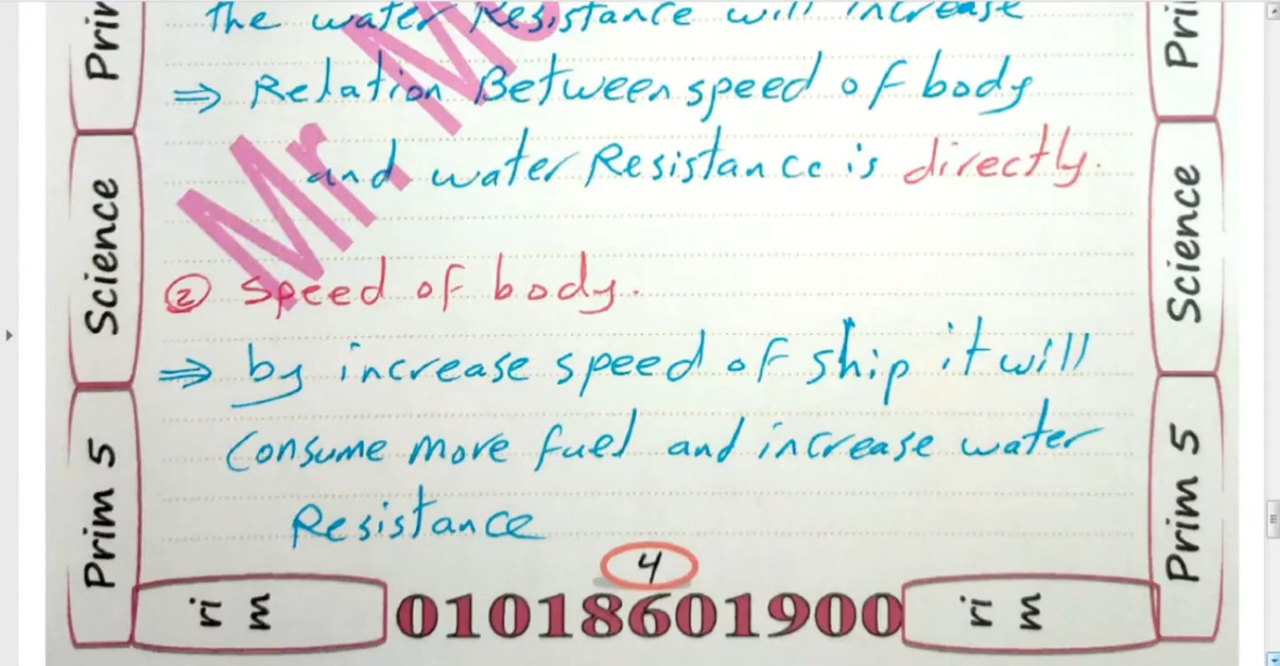 the water Resistance will increase
⇒ Relation Between speed of body
and water Resistance is directly.
② speed of body.
⇒ by increase speed of ship it will
Consume more fuel and increase water
Resistance
4
01018601900
Mr
Prim 5
Science
Prim 5
Science